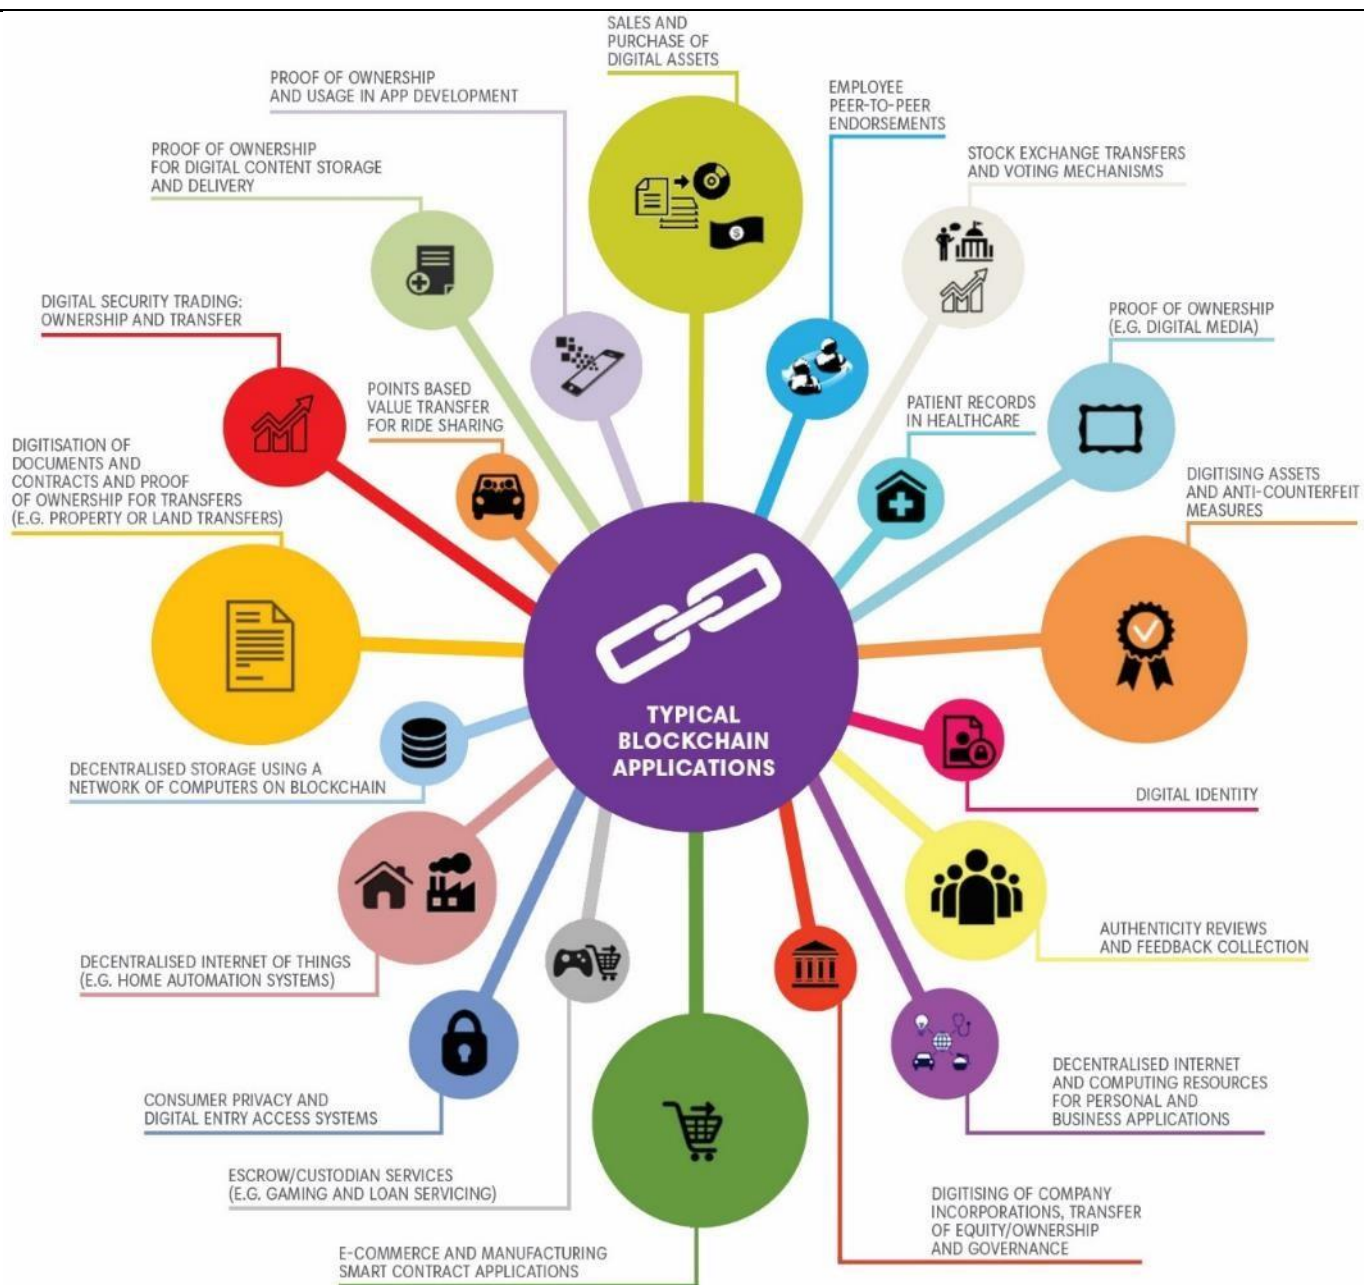 SALES AND
PURCHASE OF
DIGITAL ASSETS
PROOF OF OWNERSHIP
AND USAGE IN APP DEVELOPMENT
EMPLOYEE
PEER-TO-PEER
ENDORSEMENTS
PROOF OF OWNERSHIP
FOR DIGITAL CONTENT STORAGE
AND DELIVERY
STOCK EXCHANGE TRANSFERS
AND VOTING MECHANISMS
DIGITAL SECURITY TRADING:
OWNERSHIP AND TRANSFER
PROOF OF OWNERSHIP
(E.G. DIGITAL MEDIA)
POINTS BASED
VALUE TRANSFER
FOR RIDE SHARING
PATIENT RECORDS
IN HEALTHCARE
DIGITISATION OF
DOCUMENTS AND
CONTRACTS AND PROOF
OF OWNERSHIP FOR TRANSFERS
(E.G. PROPERTY OR LAND TRANSFERS)
DIGITISING ASSETS
AND ANTI-COUNTERFEIT
MEASURES
TYPICAL
BLOCKCHAIN
APPLICATIONS
DECENTRALISED STORAGE USING A
NETWORK OF COMPUTERS ON BLOCKCHAIN
DIGITAL IDENTITY
DECENTRALISED INTERNET OF THINGS
(E.G. HOME AUTOMATION SYSTEMS)
AUTHENTICITY REVIEWS
AND FEEDBACK COLLECTION
CONSUMER PRIVACY AND
DIGITAL ENTRY ACCESS SYSTEMS
DECENTRALISED INTERNET
AND COMPUTING RESOURCES
FOR PERSONAL AND
BUSINESS APPLICATIONS
ESCROW/CUSTODIAN SERVICES
(E.G. GAMING AND LOAN SERVICING)
DIGITISING OF COMPANY
INCORPORATIONS, TRANSFER
OF EQUITY/OWNERSHIP
AND GOVERNANCE
E-COMMERCE AND MANUFACTURING
SMART CONTRACT APPLICATIONS